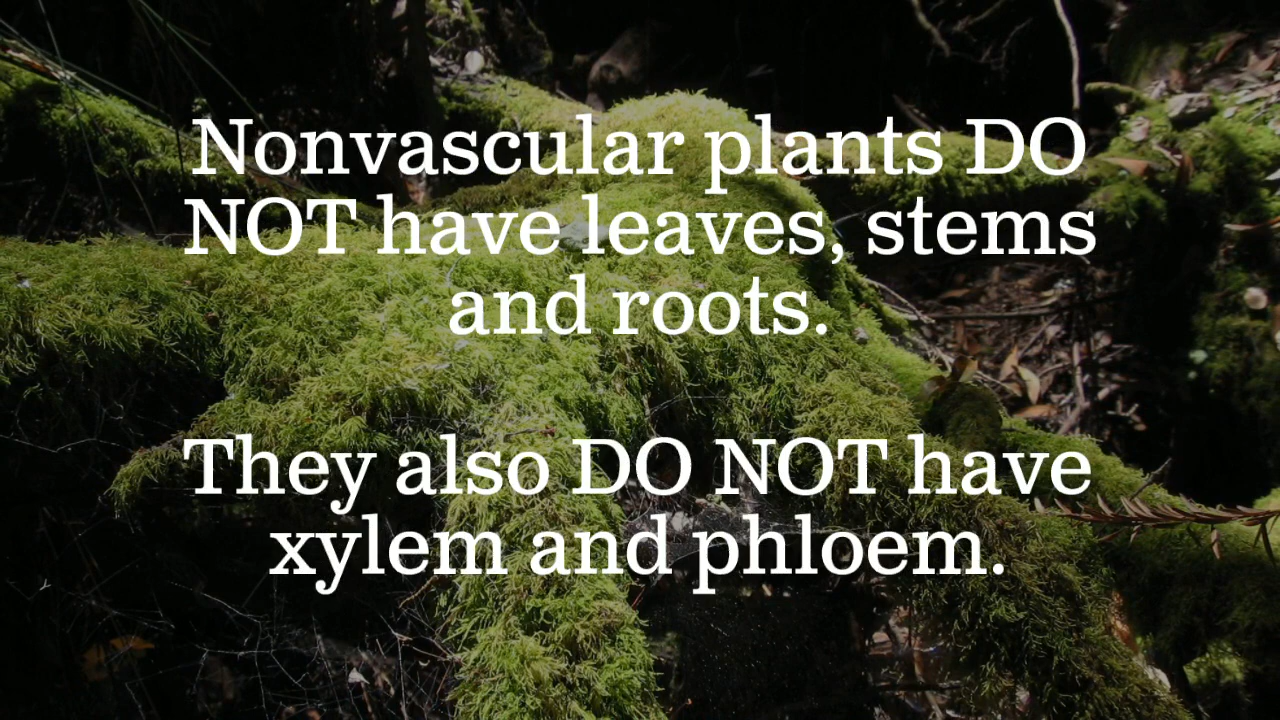 Nonvascular plants DO
NOT have leaves, stems
and roots.
They also DO NOT have
xylem and phloem.